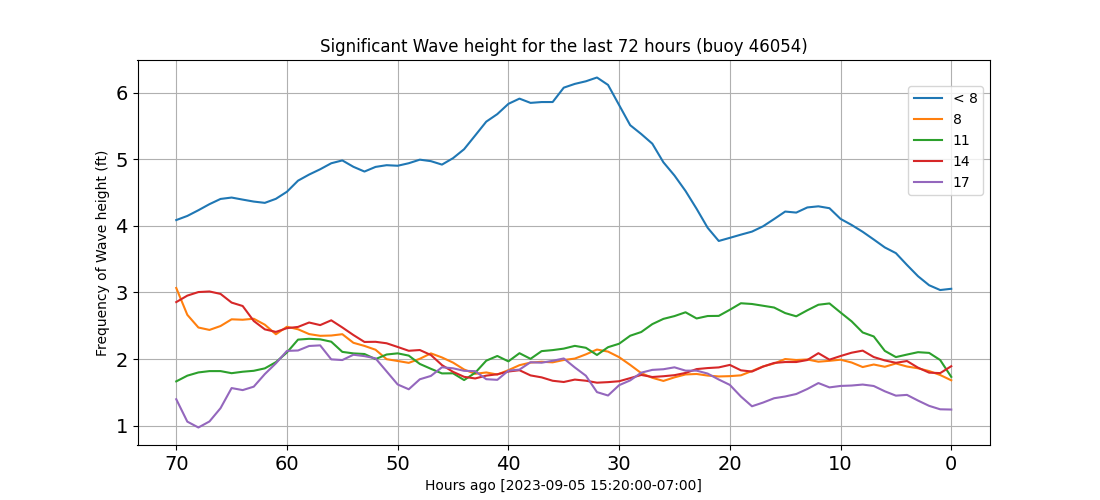 Significant Wave height for the last 72 hours (buoy 46054)
Frequency of Wave height (ft)
6
5
4
3
2
1
< 8
8
11
14
17
70 60 50 40 30 20 10 0
Hours ago [2023-09-05 15:20:00-07:00]